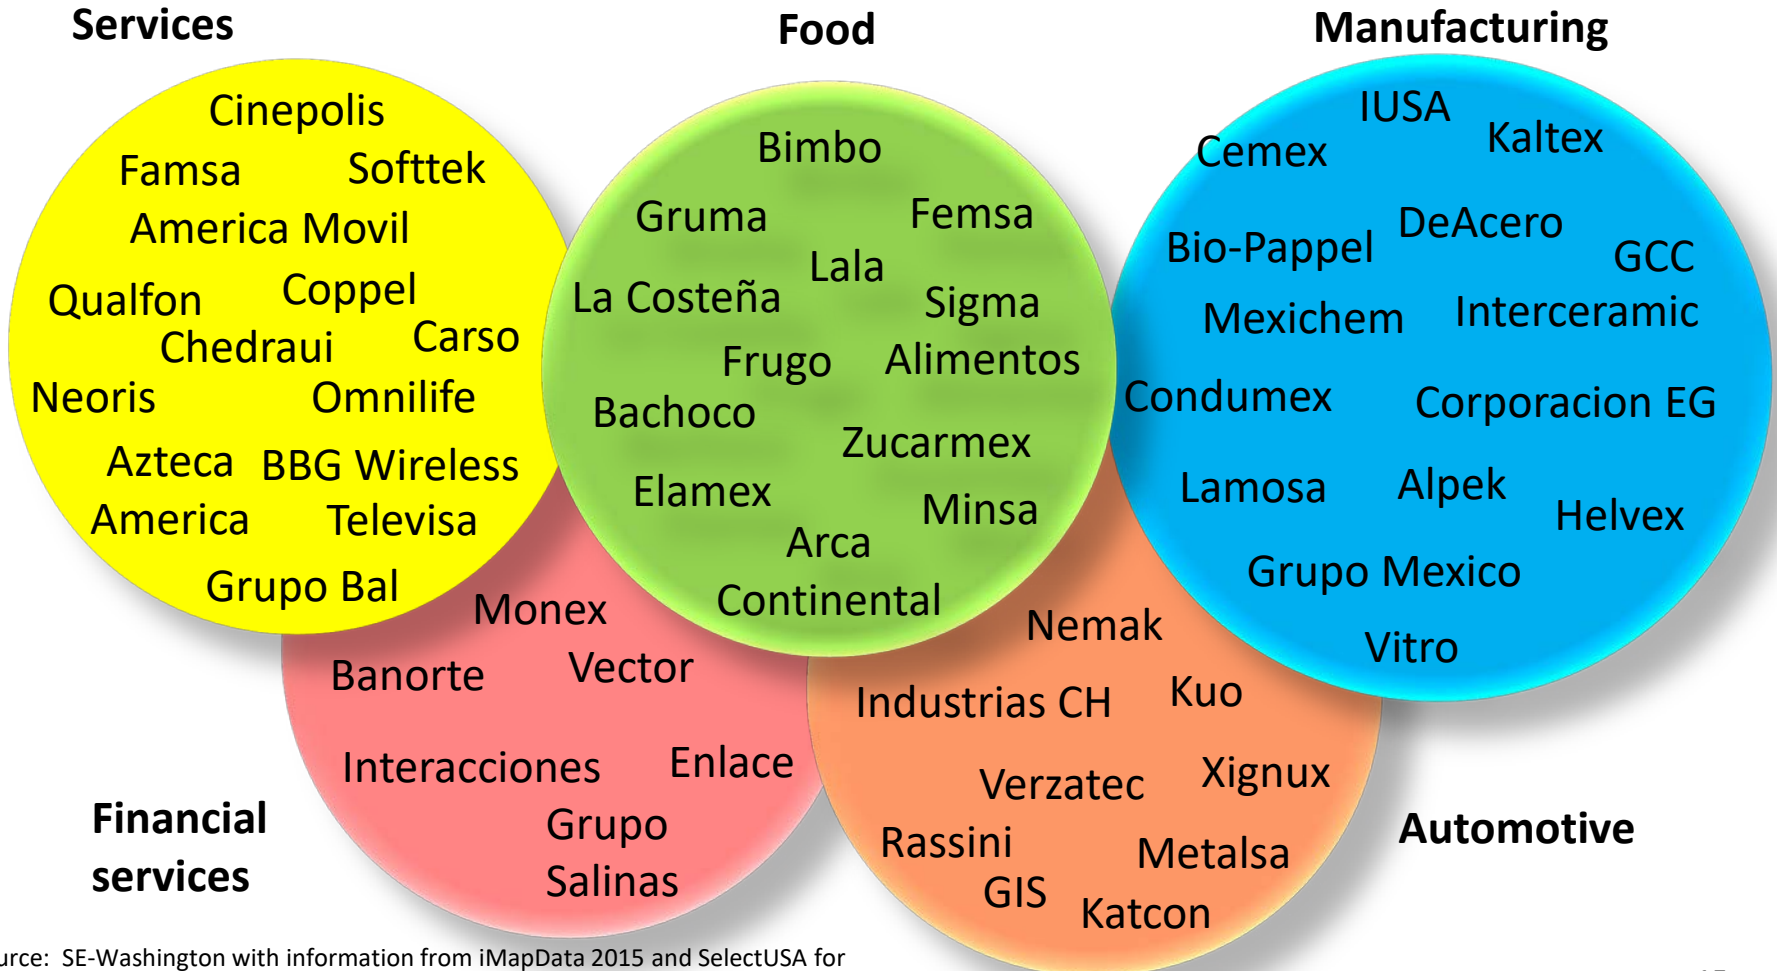 Services
Food
Manufacturing
Cinepolis
Famsa
Softtek
America Movil
Qualfon
Coppel
Chedraui
Carso
Neoris
Omnilife
Azteca
America
BBG Wireless
Televisa
Grupo Bal
Bimbo
Gruma
Femsa
Lala
La Costeña
Sigma
Alimentos
Frugo
Bachoco
Zucarmex
Elamex
Minsa
Arca
Continental
IUSA
Cemex
Kaltex
Bio-Pappel
DeAcero
GCC
Mexichem
Interceramic
Condumex
Corporacion EG
Lamosa
Alpek
Helvex
Grupo Mexico
Vitro
Monex
Banorte
Vector
Interacciones
Enlace
Grupo
Salinas
Financial
services
Nemak
Industrias CH
Kuo
Verzatec
Xignux
Rassini
Metalsa
GIS
Katcon
Automotive
urce: SE-Washington with information from iMapData 2015 and SelectUSA for